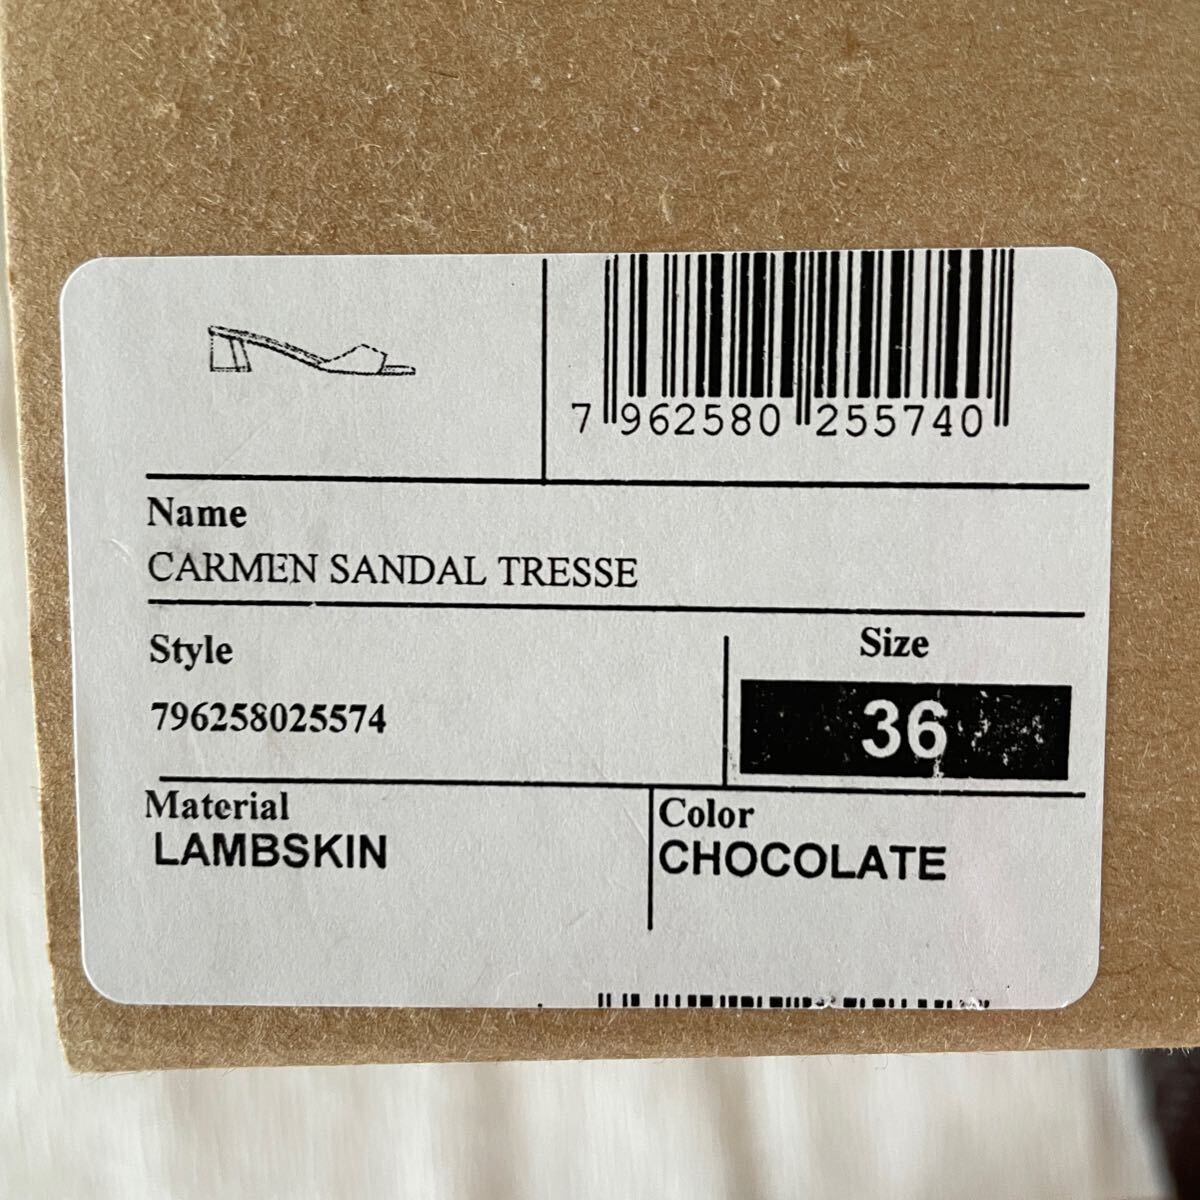 7 962580 255740
Name
CARMEN SANDAL TRESSE
Style
796258025574
Size
36
Material
LAMBSKIN
Color
CHOCOLATE